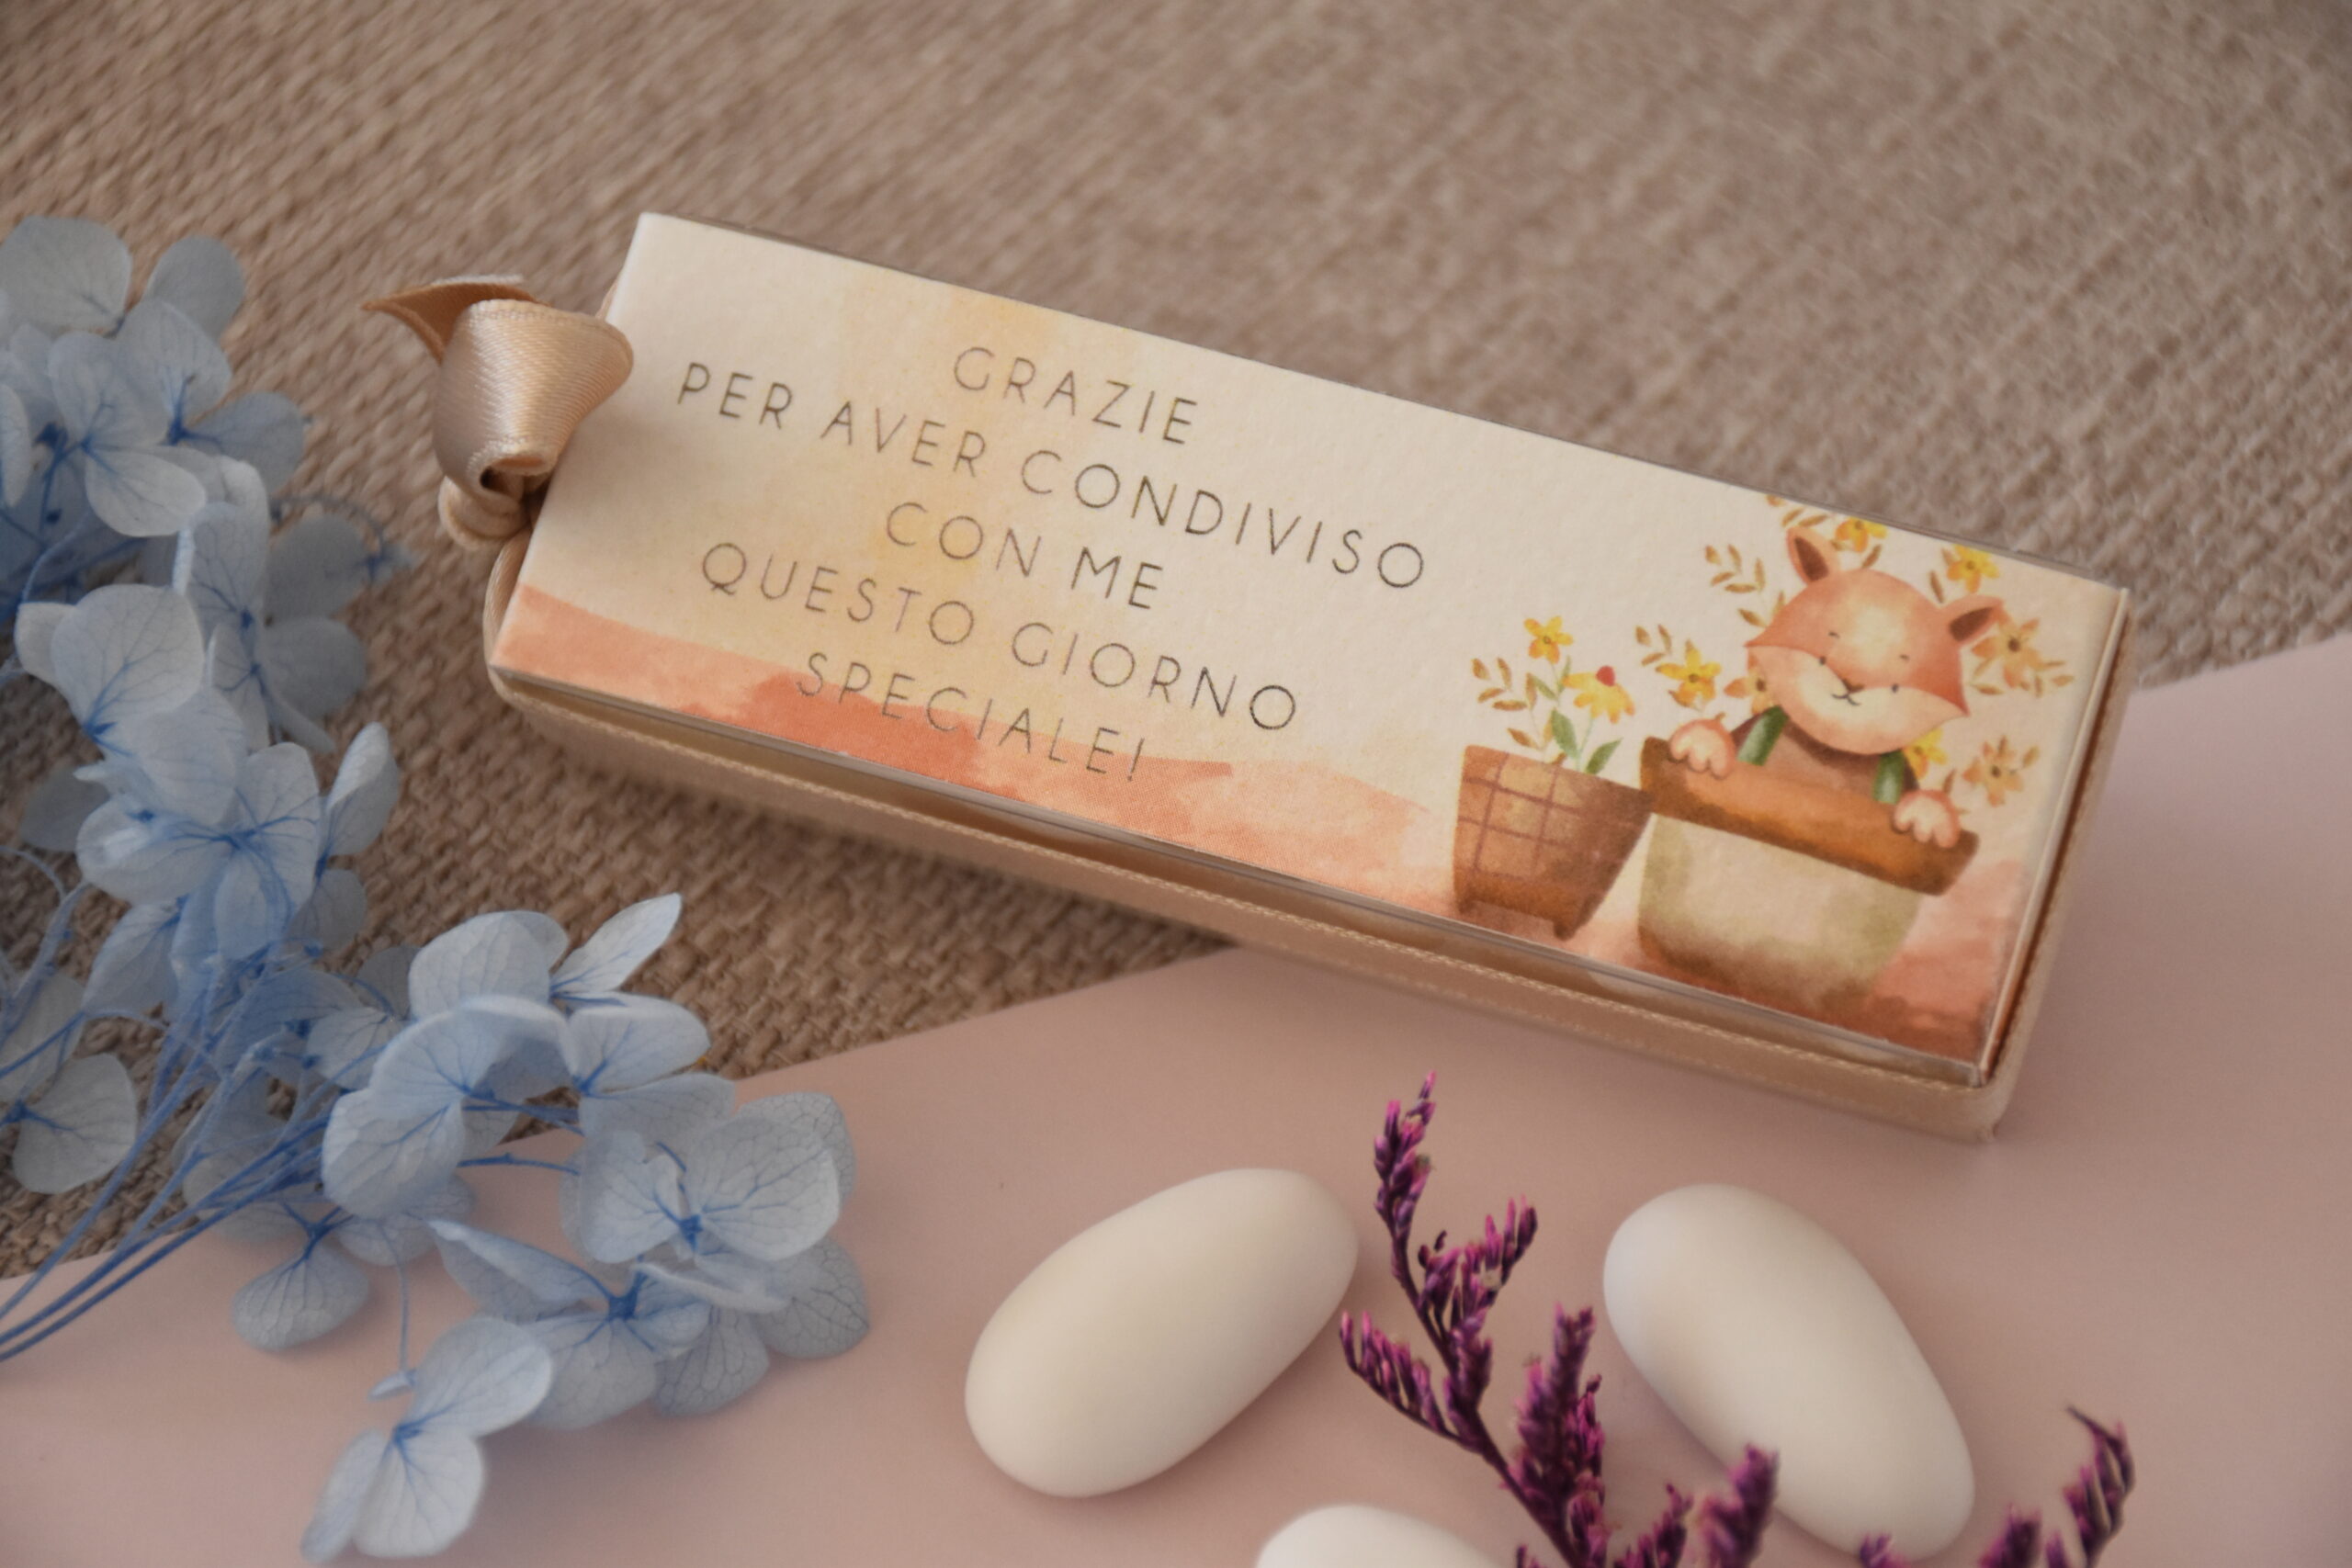 GRAZIE
PER AVER CONDIVISO
CON ME
QUESTO GIORNO
SPECIALE!